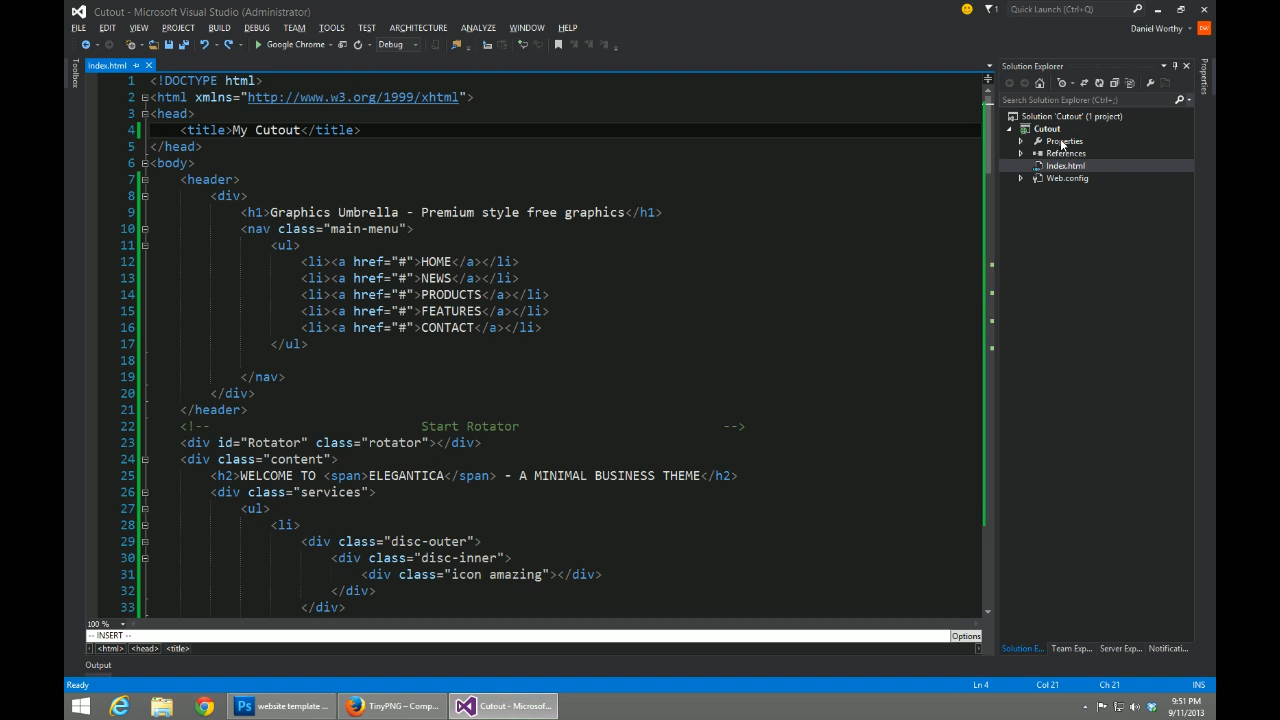 Cutout - Microsoft Visual Studio (Administrator)
1
Quick Launch (Ctrl+Q)
FILE EDIT VIEW PROJECT BUILD DEBUG TEAM TOOLS TEST ARCHITECTURE ANALYZE WINDOW HELP
Daniel Worthy
Google Chrome
Debug
Toolbox
Index.html
1 <!DOCTYPE html>
2 <html xmlns="http://www.w3.org/1999/xhtml">
3 <head>
4 <title>My Cutout</title>
5 </head>
6 <body>
7 <header>
8 <div>
9 <h1>Graphics Umbrella - Premium style free graphics</h1>
10 <nav class="main-menu">
11 <ul>
12 <li><a href="#">HOME</a></li>
13 <li><a href="#">NEWS</a></li>
14 <li><a href="#">PRODUCTS</a></li>
15 <li><a href="#">FEATURES</a></li>
16 <li><a href="#">CONTACT</a></li>
17 </ul>
18
19 </nav>
20 </div>
21 </header>
22 <!-- Start Rotator -->
23 <div id="Rotator" class="rotator"></div>
24 <div class="content">
25 <h2>WELCOME TO <span>ELEGANTICA</span> - A MINIMAL BUSINESS THEME</h2>
26 <div class="services">
27 <ul>
28 <li>
29 <div class="disc-outer">
30 <div class="disc-inner">
31 <div class="icon amazing"></div>
32 </div>
33 </div>
100 %
-- INSERT --
Options
<html> <head> <title>
Output
Solution Explorer
Search Solution Explorer (Ctrl+;)
Solution 'Cutout' (1 project)
Cutout
Properties
References
Index.html
Web.config
Properties
Solution E... Team Exp... Server Exp... Notificati...
Ready
Ln 4 Col 21 Ch 21 INS
website template ...
TinyPNG – Comp...
Cutout - Microsof...
9:51 PM
9/11/2013